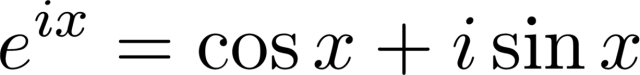 e^{ix} = cos x + i sin x